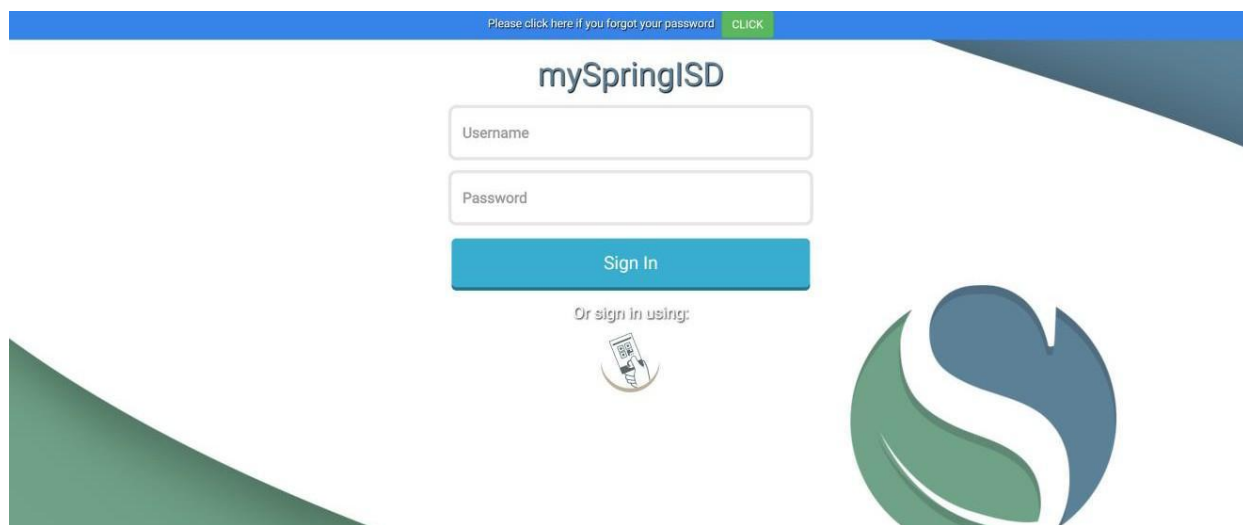 Please click here if you forgot your password CLICK
mySpringISD
Username
Password
Sign In
Or sign in using: